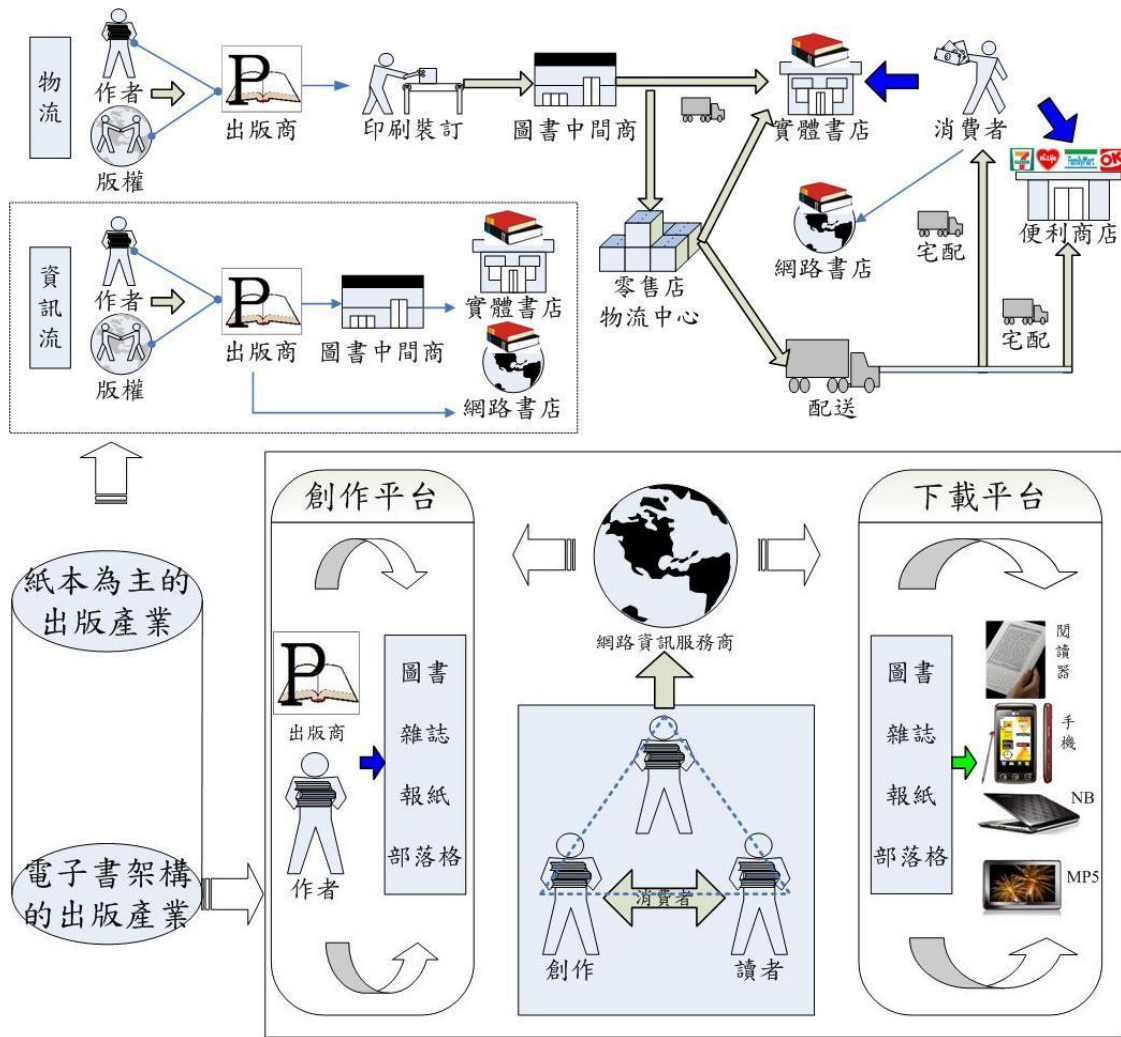 物流
作者
版權
P
出版商
印刷裝訂
圖書中間商
實體書店
消費者
7
ELEVEN
Hi-Life
FamilyMart
OK
便利商店
網路書店
宅配
宅配
零售店
物流中心
配送
資訊流
作者
版權
P
出版商
圖書中間商
實體書店
網路書店
紙本為主的
出版產業
電子書架構
的出版產業
創作平台
P
出版商
作者
圖書
雜誌
報紙
部落格
網路資訊服務商
消費者
創作
讀者
下載平台
圖書
雜誌
報紙
部落格
閱讀器
手機
NB
MP5